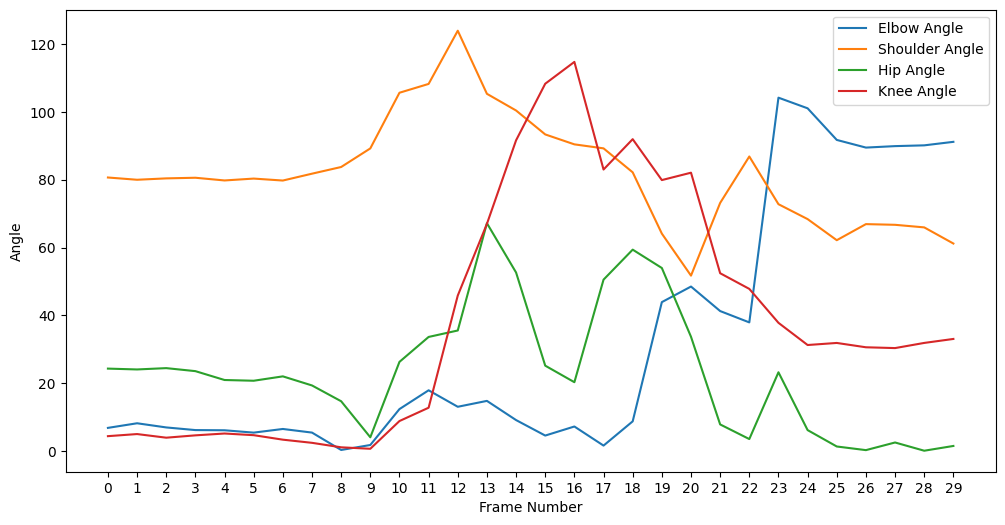 Elbow Angle
Shoulder Angle
Hip Angle
Knee Angle
120
100
80
60
40
20
0
Angle
0 1 2 3 4 5 6 7 8 9 10 11 12 13 14 15 16 17 18 19 20 21 22 23 24 25 26 27 28 29
Frame Number